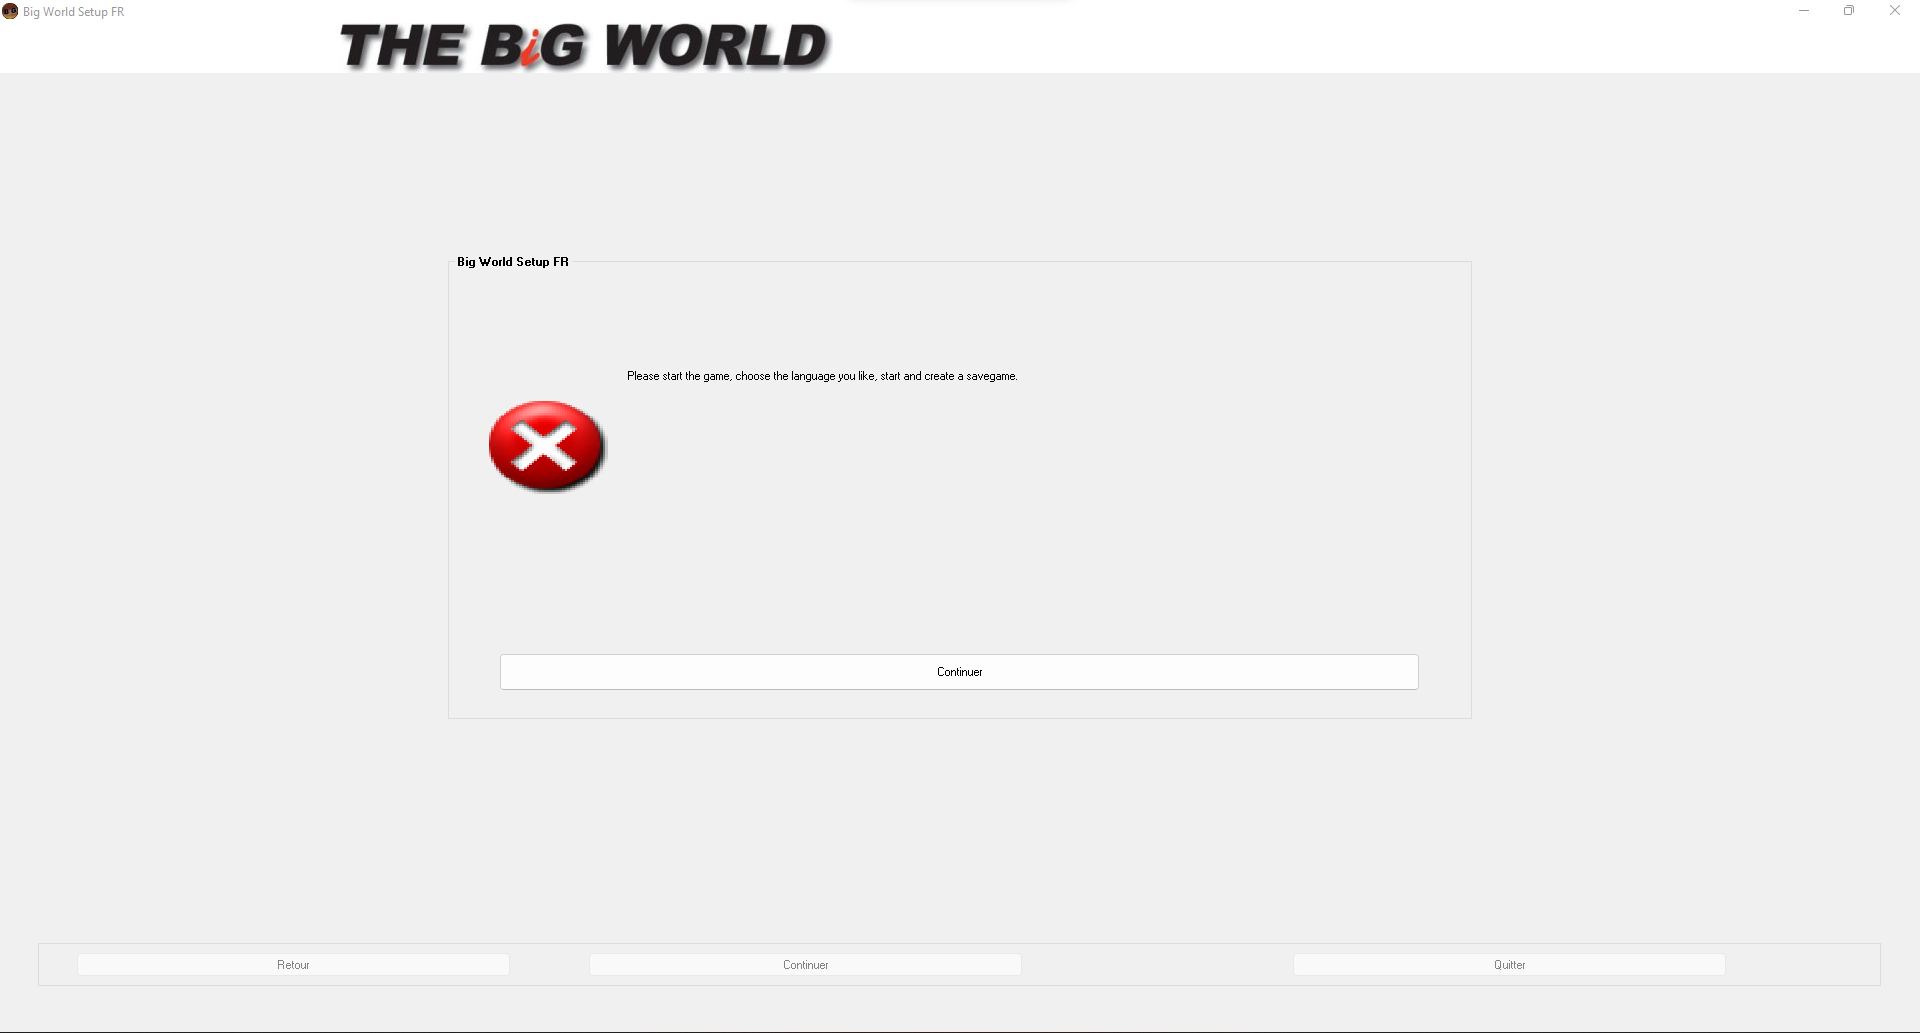 Big World Setup FR
THE BiG WORLD
Big World Setup FR
Please start the game, choose the language you like, start and create a savegame.
Continuer
Retour
Continuer
Quitter